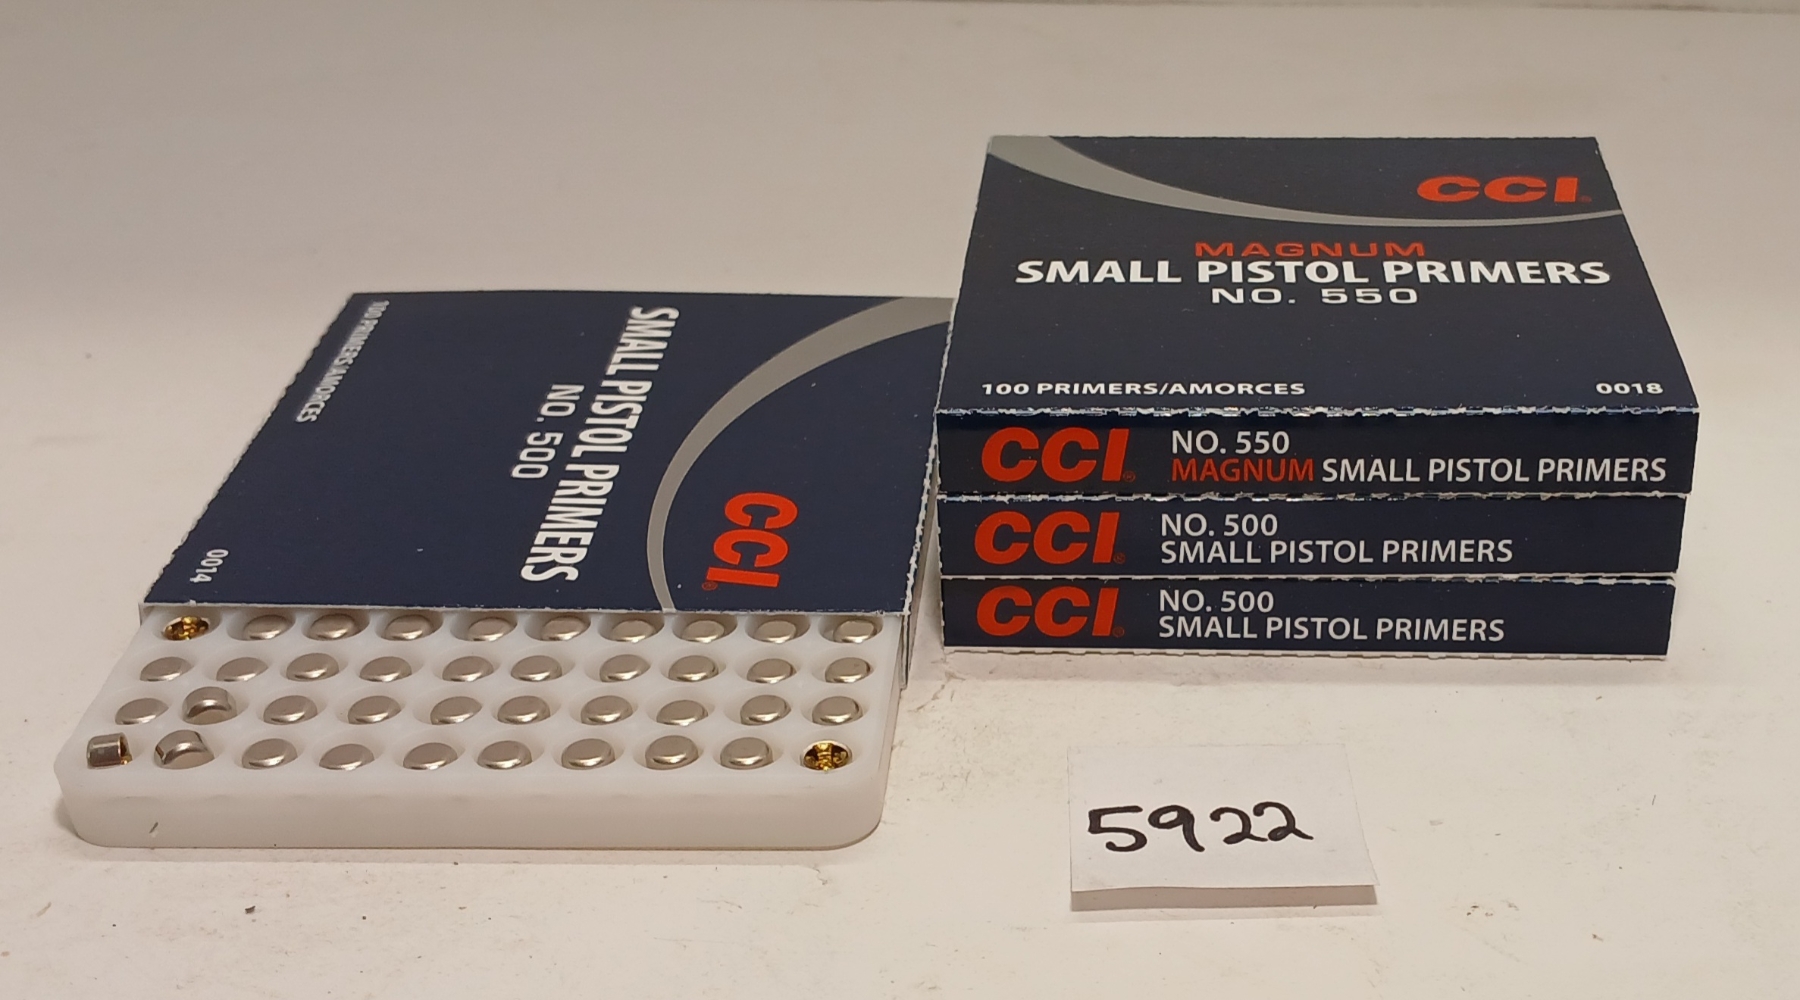 CCI
SMALL PISTOL PRIMERS
NO. 500
100 PRIMERS/AMORCES
0014
CCI
MAGNUM
SMALL PISTOL PRIMERS
NO. 550
100 PRIMERS/AMORCES
0018
CCI
NO. 550
MAGNUM SMALL PISTOL PRIMERS
CCI
NO. 500
SMALL PISTOL PRIMERS
CCI
NO. 500
SMALL PISTOL PRIMERS
5922